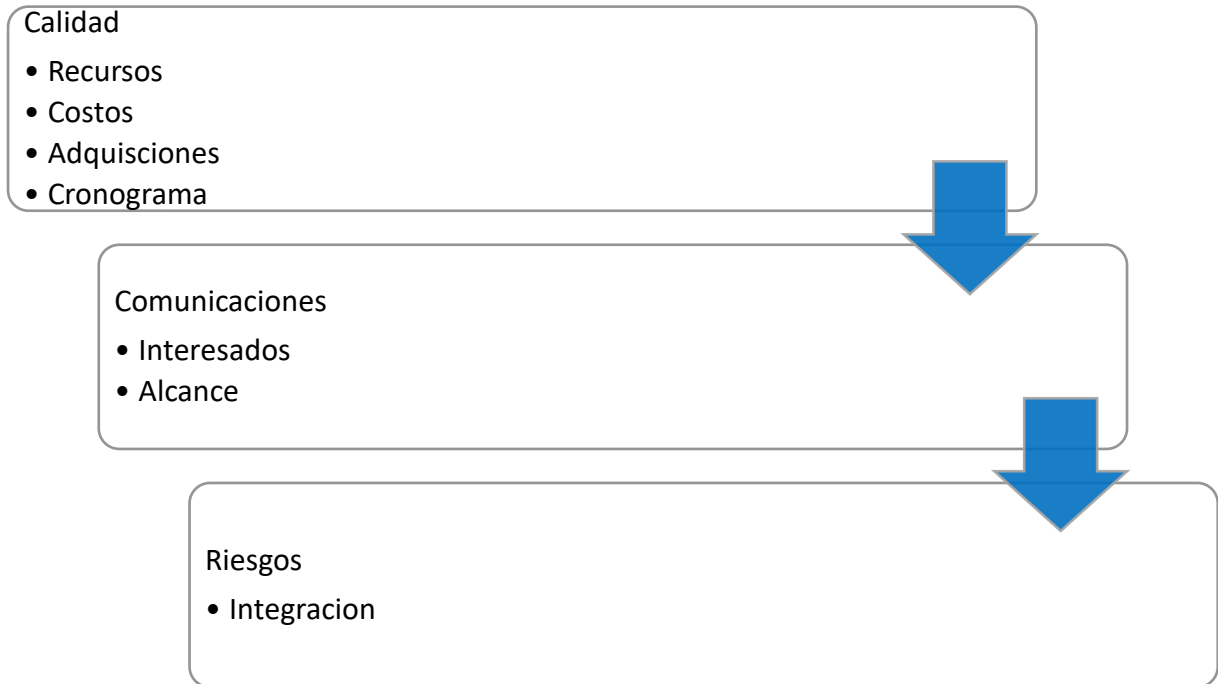 Calidad
• Recursos
• Costos
• Adquisciones
• Cronograma
Comunicaciones
• Interesados
• Alcance
Riesgos
• Integracion